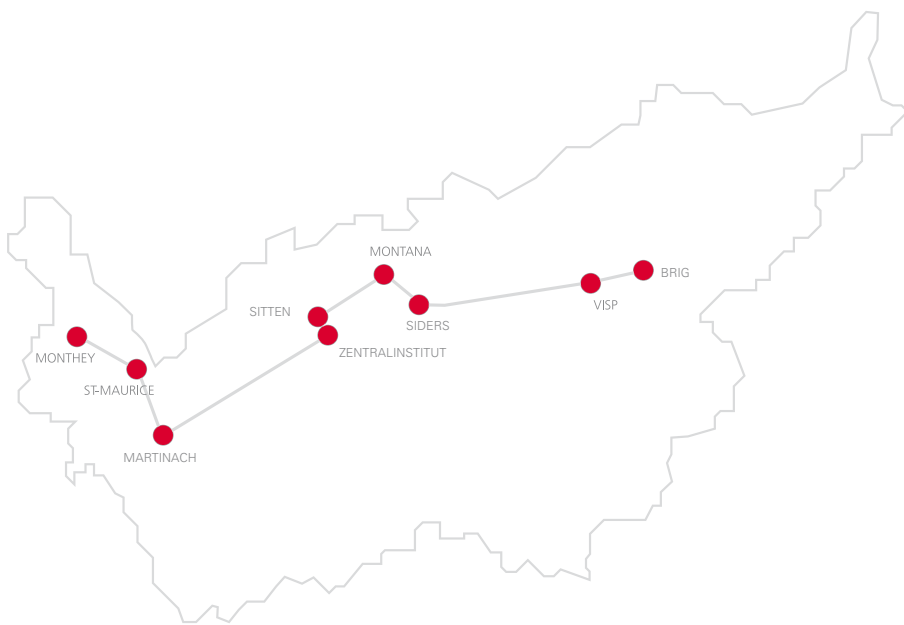 MONTANA
BRIG
VISP
SITTEN
SIDERS
ZENTRALINSTITUT
MONTHEY
ST-MAURICE
MARTINACH